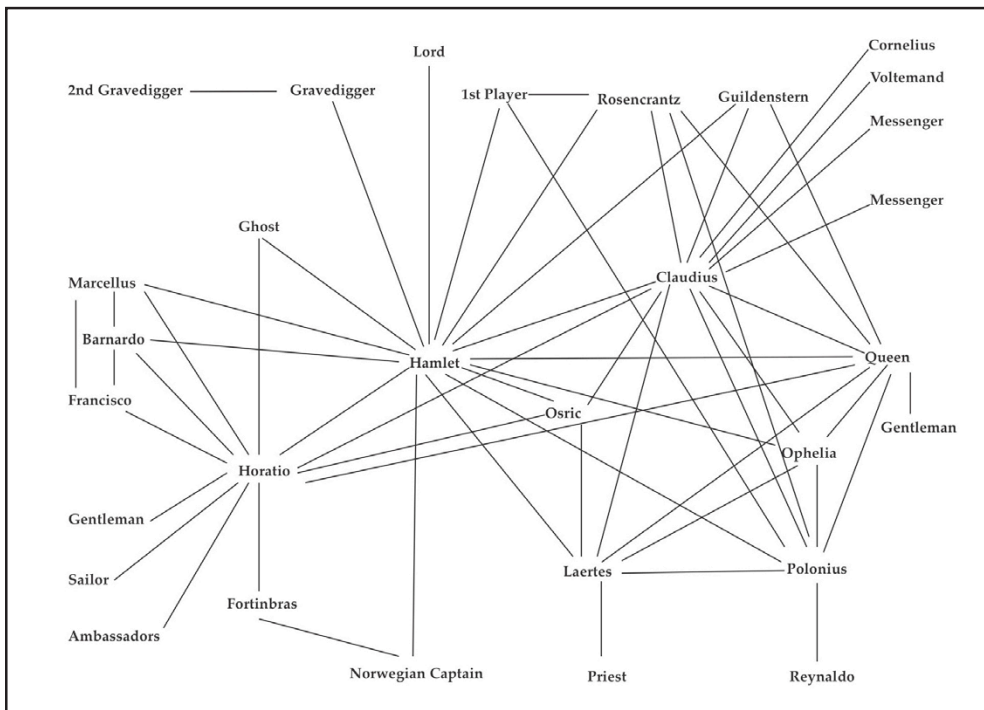 Lord
Cornelius
Voltemand
2nd Gravedigger
Gravedigger
1st Player
Rosencrantz
Guildenstern
Messenger
Messenger
Ghost
Marcellus
Claudius
Barnardo
Hamlet
Queen
Francisco
Osric
Gentleman
Ophelia
Horatio
Gentleman
Laertes
Polonius
Sailor
Fortinbras
Ambassadors
Norwegian Captain
Priest
Reynaldo